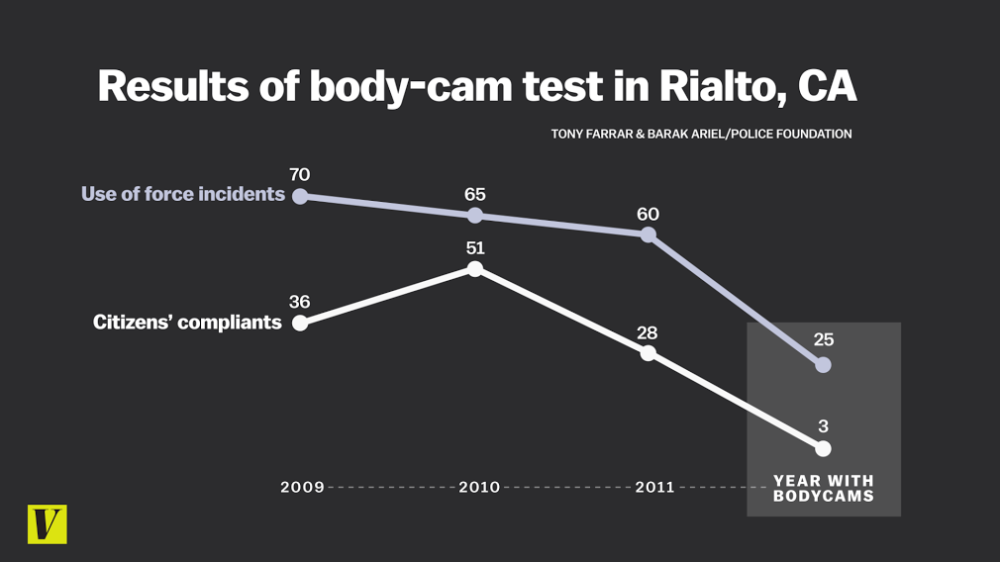 Results of body-cam test in Rialto, CA
TONY FARRAR & BARAK ARIEL/POLICE FOUNDATION
70
Use of force incidents
65
60
51
36
Citizens’ compliants
28
25
3
2009
2010
2011
YEAR WITH
BODYCAMS
V